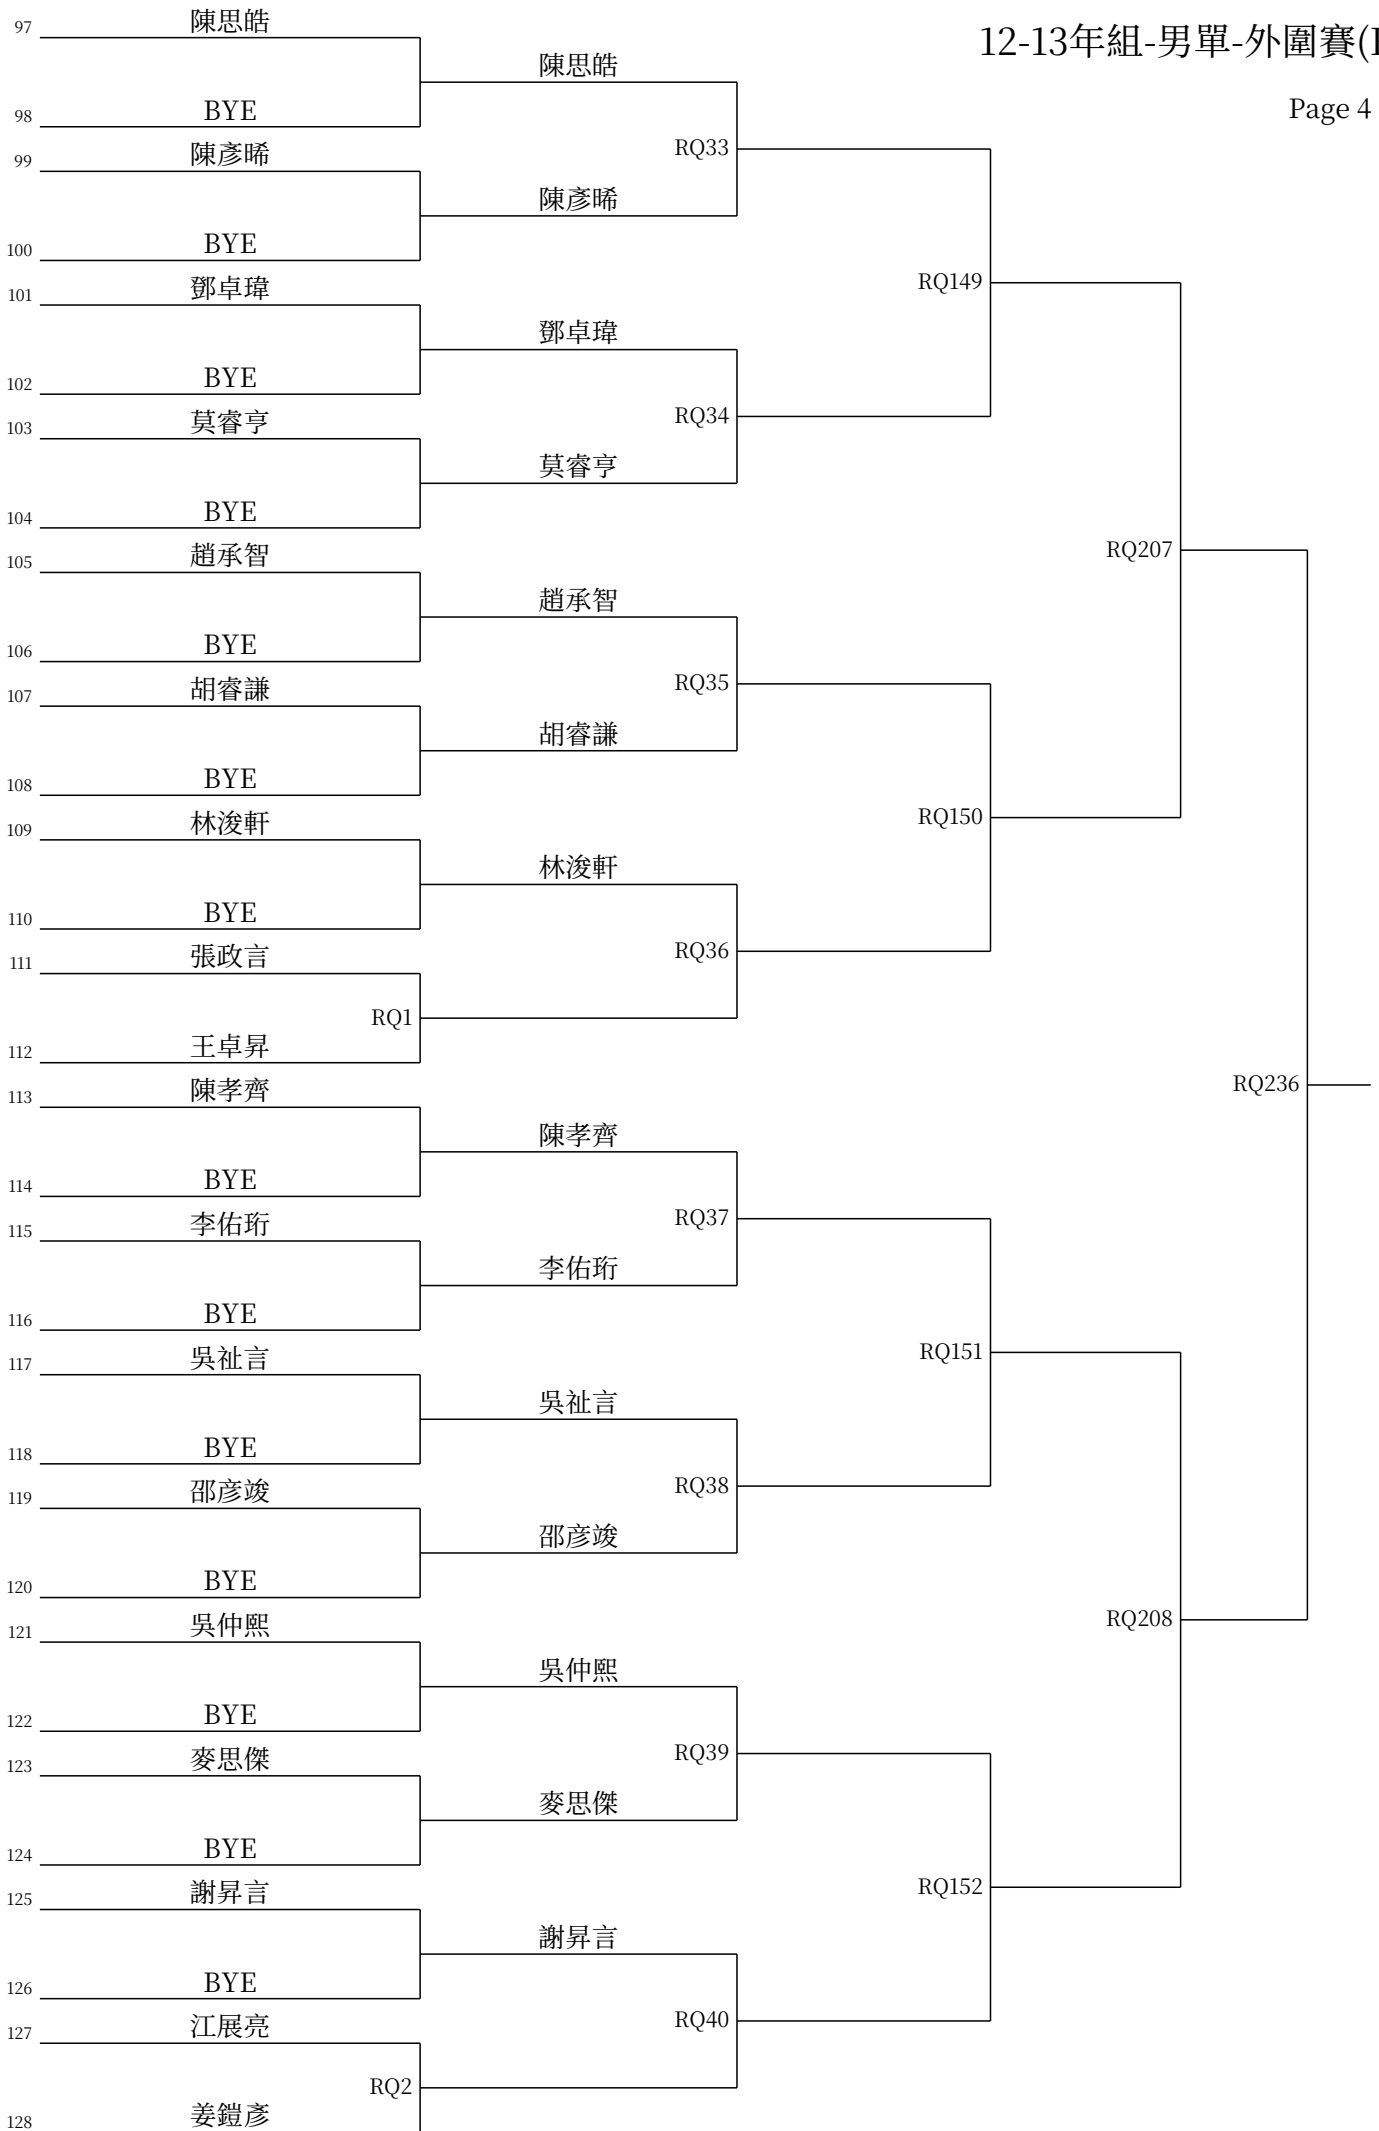 12-13年組-男單-外圍賽(
Page 4
97 陳思皓
陳思皓
98 BYE
RQ33
99 陳彥晞
陳彥晞
100 BYE
RQ149
101 鄧卓瑋
鄧卓瑋
102 BYE
RQ34
103 莫睿亨
莫睿亨
104 BYE
RQ207
105 趙承智
趙承智
106 BYE
RQ35
107 胡睿謙
胡睿謙
108 BYE
RQ150
109 林浚軒
林浚軒
110 BYE
RQ36
111 張政言
RQ1
112 王卓昇
RQ236
113 陳孝齊
陳孝齊
114 BYE
RQ37
115 李佑珩
李佑珩
116 BYE
RQ151
117 吳祉言
吳祉言
118 BYE
RQ38
119 邵彦竣
邵彦竣
120 BYE
RQ208
121 吳仲熙
吳仲熙
122 BYE
RQ39
123 麥思傑
麥思傑
124 BYE
RQ152
125 謝昇言
謝昇言
126 BYE
RQ40
127 江展亮
RQ2
128 姜鎧彥